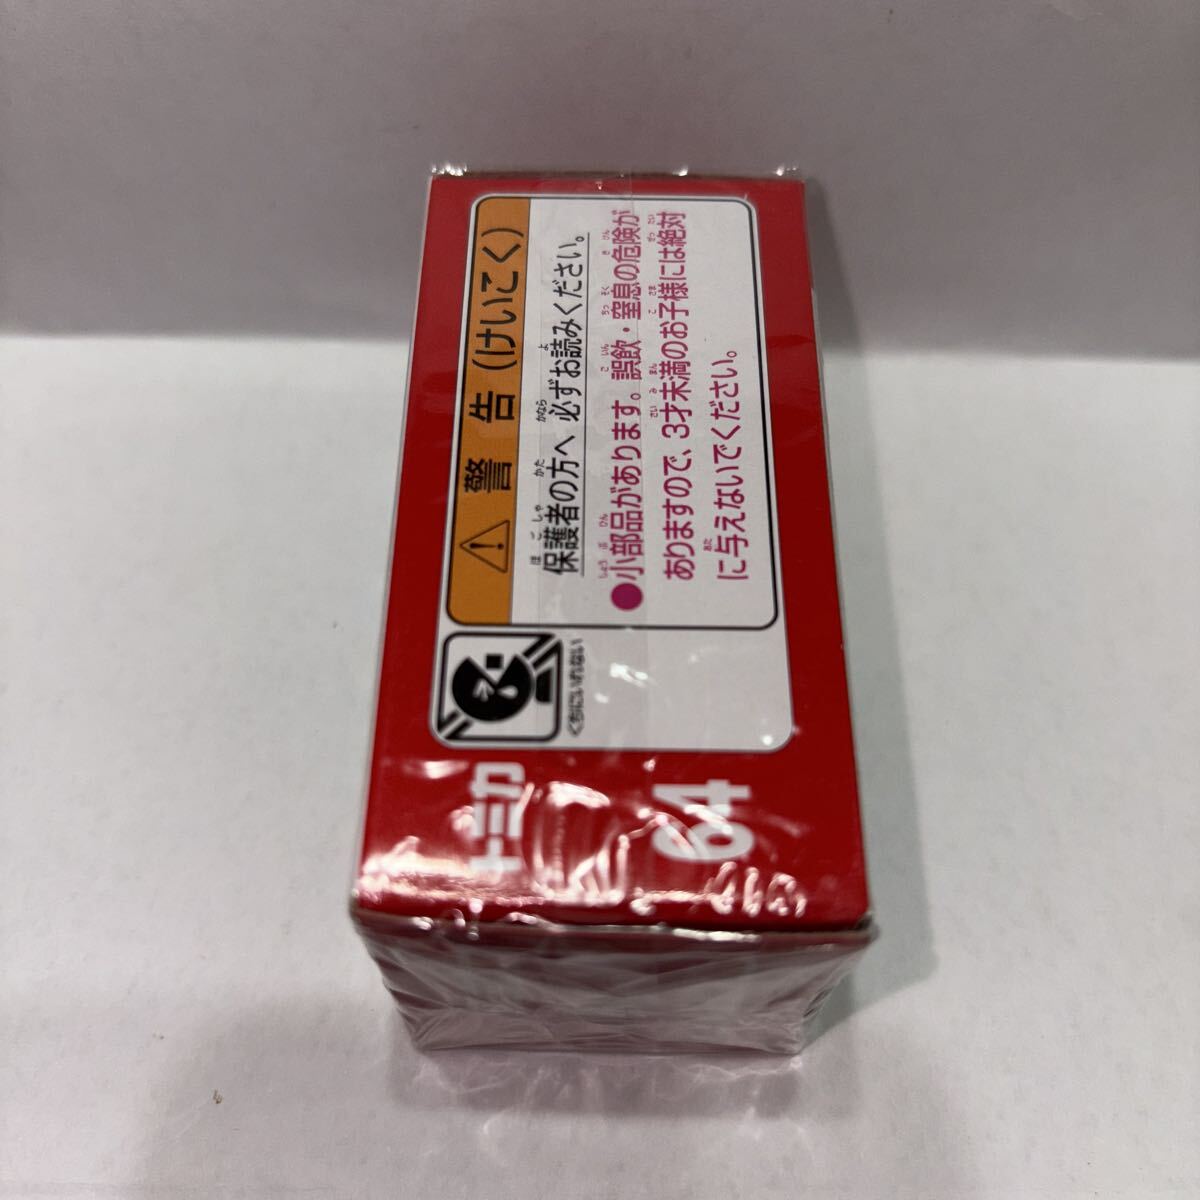 警告(けいこく)
保護者の方へ 必ずお読みください。
●小部品があります。誤飲・窒息の危険が
ありますので、3才未満のお子様には絶対
に与えないでください。
くちにいれない
トミカ
64